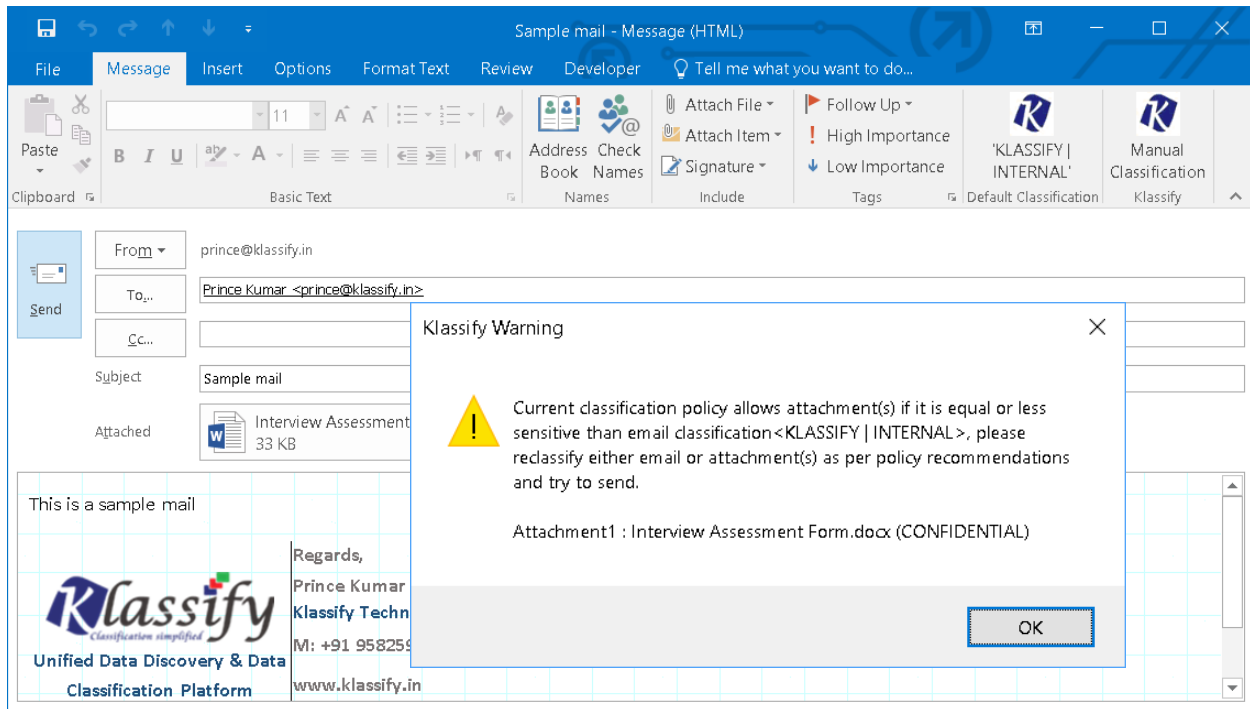 Sample mail - Message (HTML)
File Message Insert Options Format Text Review Developer Tell me what you want to do...
Paste
Clipboard
11
B I U
Basic Text
Address Book
Check Names
Names
Attach File
Attach Item
Signature
Include
Follow Up
High Importance
Low Importance
Tags
'KLASSIFY |
INTERNAL'
Default Classification
Manual
Classification
Klassify
Send
From
prince@klassify.in
To...
Prince Kumar <prince@klassify.in>
Cc...
Subject
Sample mail
Attached
Interview Assessment
33 KB
Klassify Warning
Current classification policy allows attachment(s) if it is equal or less
sensitive than email classification<KLASSIFY | INTERNAL>, please
reclassify either email or attachment(s) as per policy recommendations
and try to send.
Attachment1 : Interview Assessment Form.docx (CONFIDENTIAL)
OK
This is a sample mail
Klassify
Classification simplified
Unified Data Discovery & Data
Classification Platform
Regards,
Prince Kumar
Klassify Techn
M: +91 958259
www.klassify.in